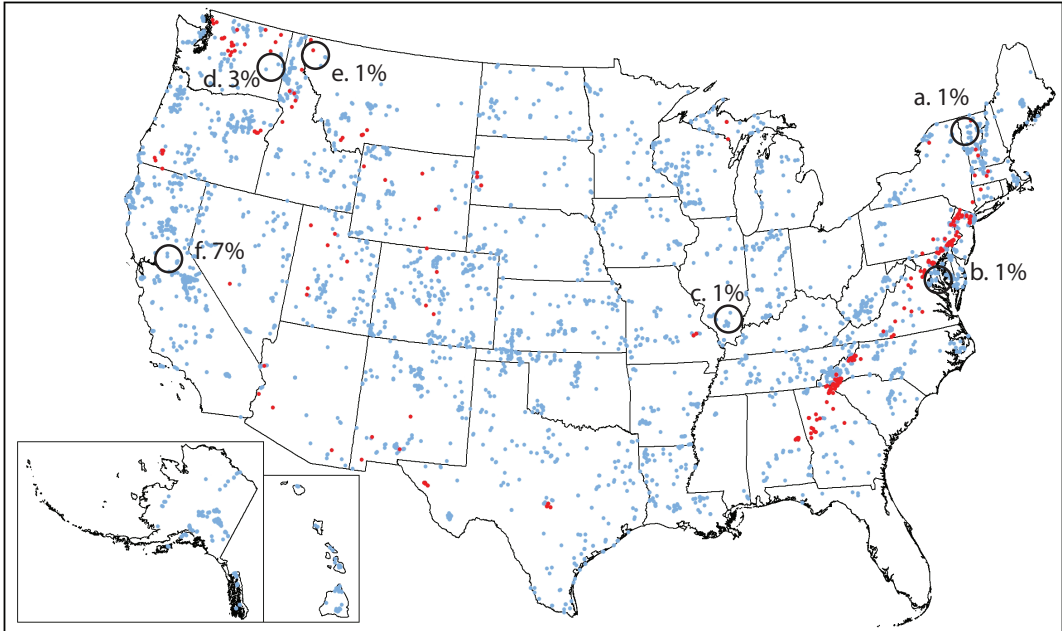 a. 1%
d. 3%
e. 1%
f. 7%
b. 1%
c. 1%